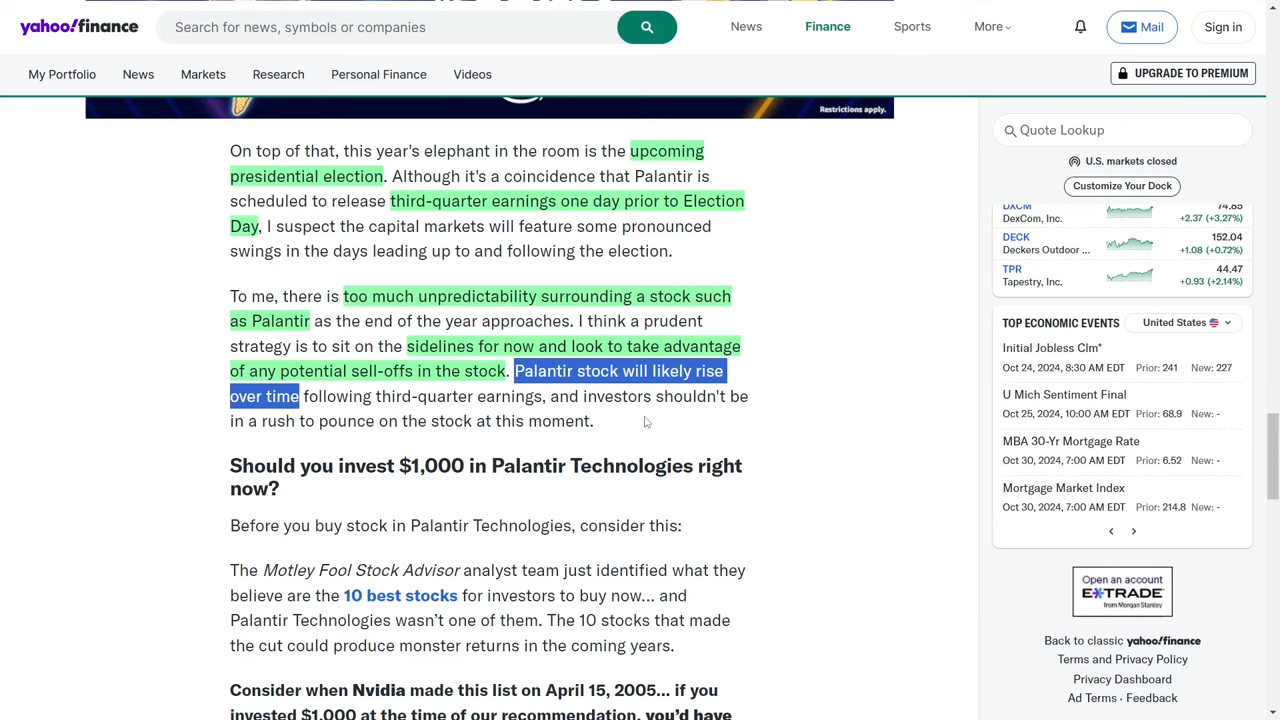 yahoo!finance
Search for news, symbols or companies
News
Finance
Sports
More
Mail
Sign in
My Portfolio
News
Markets
Research
Personal Finance
Videos
UPGRADE TO PREMIUM
Restrictions apply.
On top of that, this year's elephant in the room is the upcoming
presidential election. Although it's a coincidence that Palantir is
scheduled to release third-quarter earnings one day prior to Election
Day, I suspect the capital markets will feature some pronounced
swings in the days leading up to and following the election.
To me, there is too much unpredictability surrounding a stock such
as Palantir as the end of the year approaches. I think a prudent
strategy is to sit on the sidelines for now and look to take advantage
of any potential sell-offs in the stock. Palantir stock will likely rise
over time following third-quarter earnings, and investors shouldn't be
in a rush to pounce on the stock at this moment.
Should you invest $1,000 in Palantir Technologies right
now?
Before you buy stock in Palantir Technologies, consider this:
The Motley Fool Stock Advisor analyst team just identified what they
believe are the 10 best stocks for investors to buy now… and
Palantir Technologies wasn't one of them. The 10 stocks that made
the cut could produce monster returns in the coming years.
Consider when Nvidia made this list on April 15, 2005... if you
invested $1,000 at the time of our recommendation, you'd have
Quote Lookup
U.S. markets closed
Customize Your Dock
DXCM 74.85
DexCom, Inc. +2.37 (+3.27%)
DECK 152.04
Deckers Outdoor ... +1.08 (+0.72%)
TPR 44.47
Tapestry, Inc. +0.93 (+2.14%)
TOP ECONOMIC EVENTS
United States
Initial Jobless Clm*
Oct 24, 2024, 8:30 AM EDT Prior: 241 New: 227
U Mich Sentiment Final
Oct 25, 2024, 10:00 AM EDT Prior: 68.9 New: -
MBA 30-Yr Mortgage Rate
Oct 30, 2024, 7:00 AM EDT Prior: 6.52 New: -
Mortgage Market Index
Oct 30, 2024, 7:00 AM EDT Prior: 214.8 New: -
Open an account
E*TRADE
from Morgan Stanley
Back to classic yahoo!finance
Terms and Privacy Policy
Privacy Dashboard
Ad Terms · Feedback